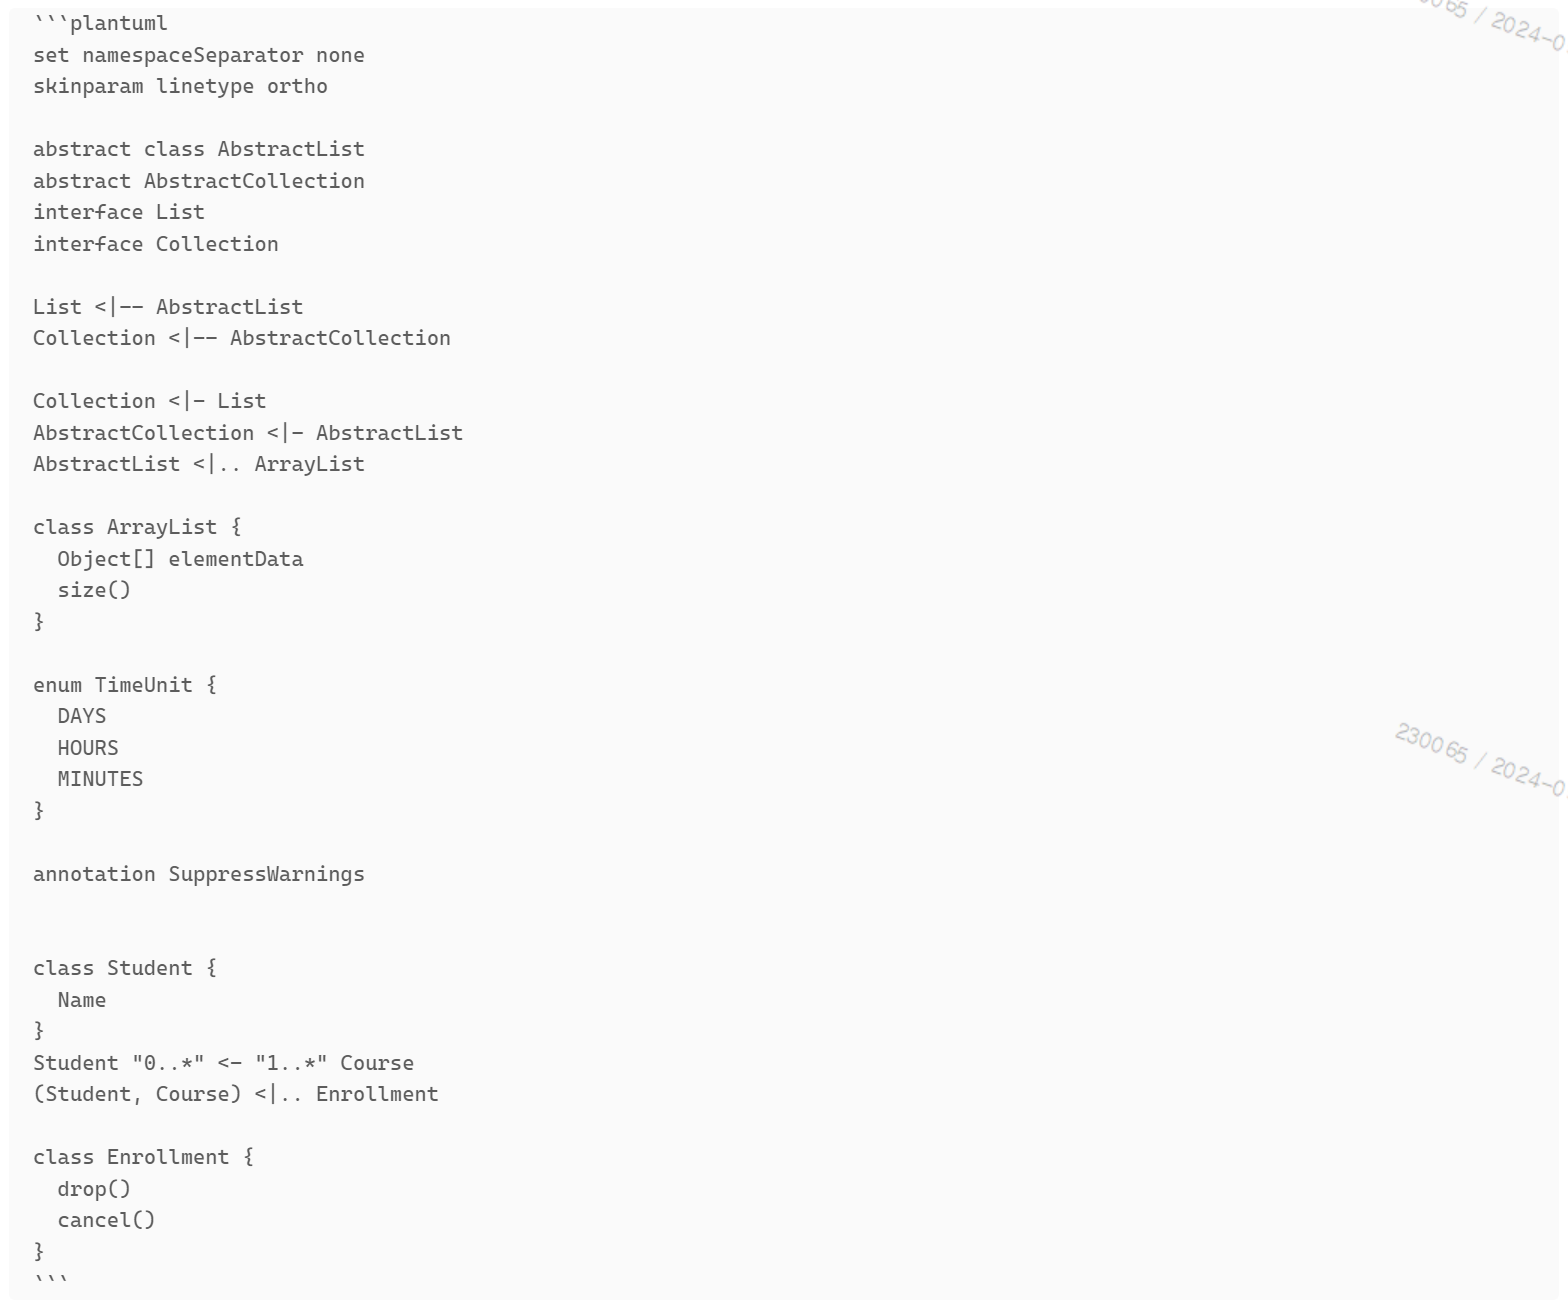 ```plantuml
set namespaceSeparator none
skinparam linetype ortho

abstract class AbstractList
abstract AbstractCollection
interface List
interface Collection

List <|-- AbstractList
Collection <|-- AbstractCollection

Collection <|- List
AbstractCollection <|- AbstractList
AbstractList <|.. ArrayList

class ArrayList {
  Object[] elementData
  size()
}

enum TimeUnit {
  DAYS
  HOURS
  MINUTES
}

annotation SuppressWarnings


class Student {
  Name
}
Student "0..*" <- "1..*" Course
(Student, Course) <|.. Enrollment

class Enrollment {
  drop()
  cancel()
}
```
230065 / 2024-0